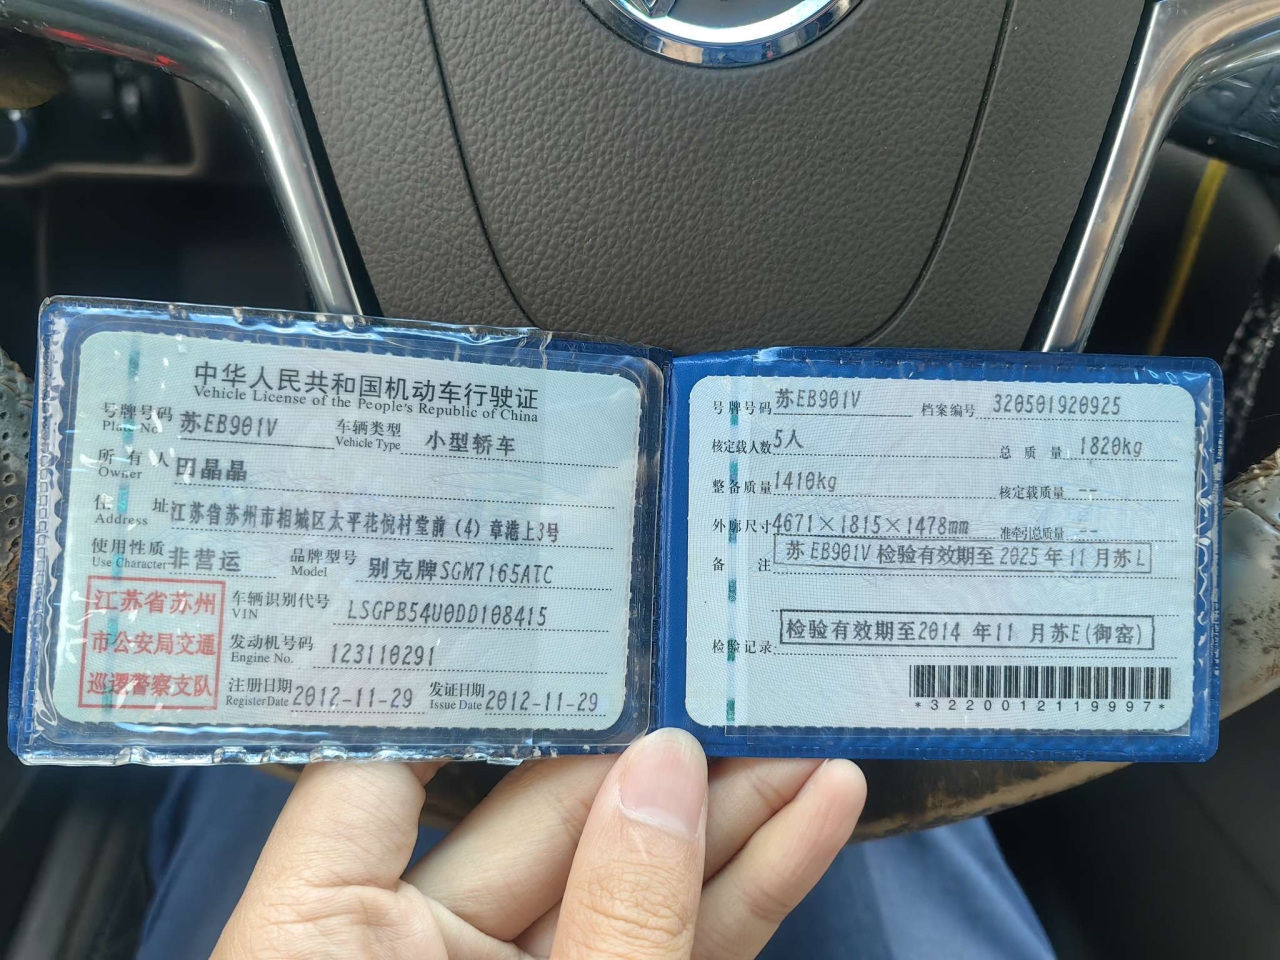 中华人民共和国机动车行驶证
Vehicle License of the People's Republic of China
号牌号码 苏EB901V 车辆类型 小型轿车
Plate No. Vehicle Type
所有人 田晶晶
Owner
住址 江苏省苏州市相城区太平花倪村堂前(4)章港上3号
Address
使用性质 非营运 品牌型号 别克牌SGM7165ATC
Use Character Model
江苏省苏州
市公安局交通
巡逻警察支队
车辆识别代号 LSGPB54U0DD108415
VIN
发动机号码 123110291
Engine No.
注册日期 2012-11-29 发证日期 2012-11-29
Register Date Issue Date
号牌号码 苏EB901V 档案编号 320501920925
核定载人数 5人 总质量 1820kg
整备质量 1410kg 核定载质量 --
外廓尺寸 4671×1815×1478mm 准牵引总质量 --
备注 苏EB901V检验有效期至2025年11月苏L
检验记录 检验有效期至2014年11月苏E(御窑)
*3220012119997*